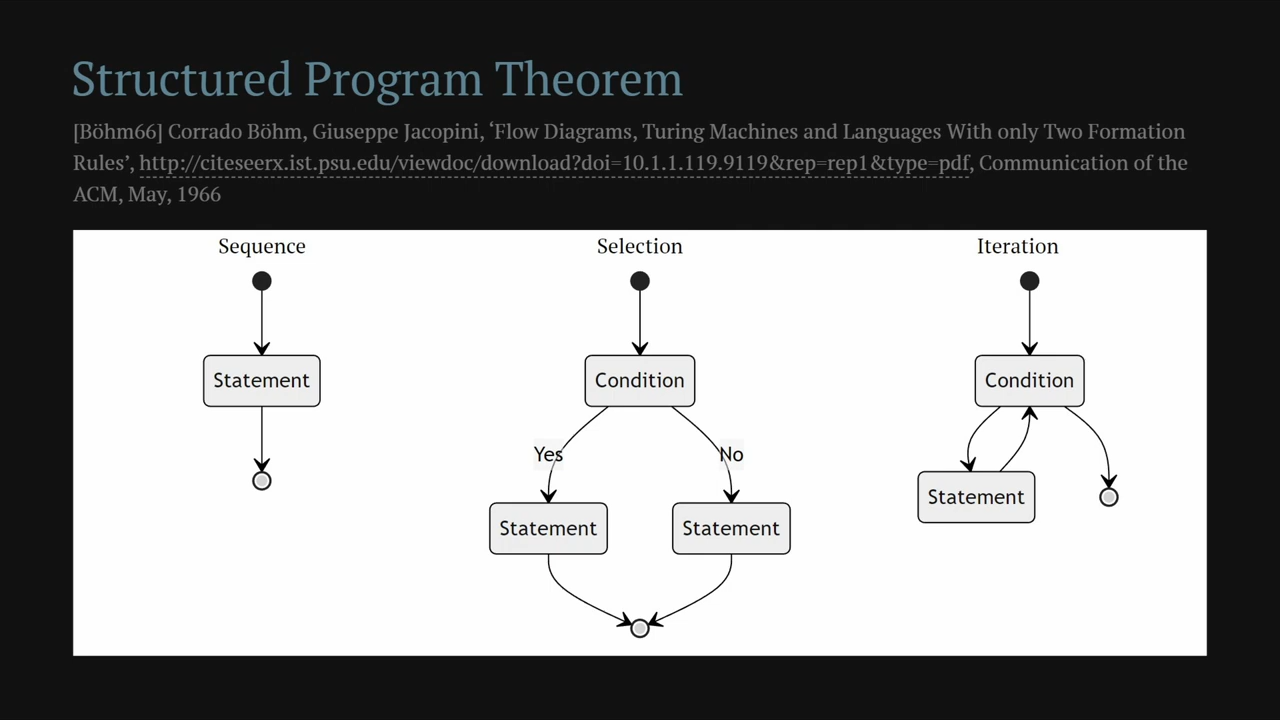 Structured Program Theorem
[Böhm66] Corrado Böhm, Giuseppe Jacopini, ‘Flow Diagrams, Turing Machines and Languages With only Two Formation
Rules’, http://citeseerx.ist.psu.edu/viewdoc/download?doi=10.1.1.119.9119&rep=rep1&type=pdf, Communication of the
ACM, May, 1966
Sequence
Statement
Selection
Condition
Yes
No
Statement
Statement
Iteration
Condition
Statement